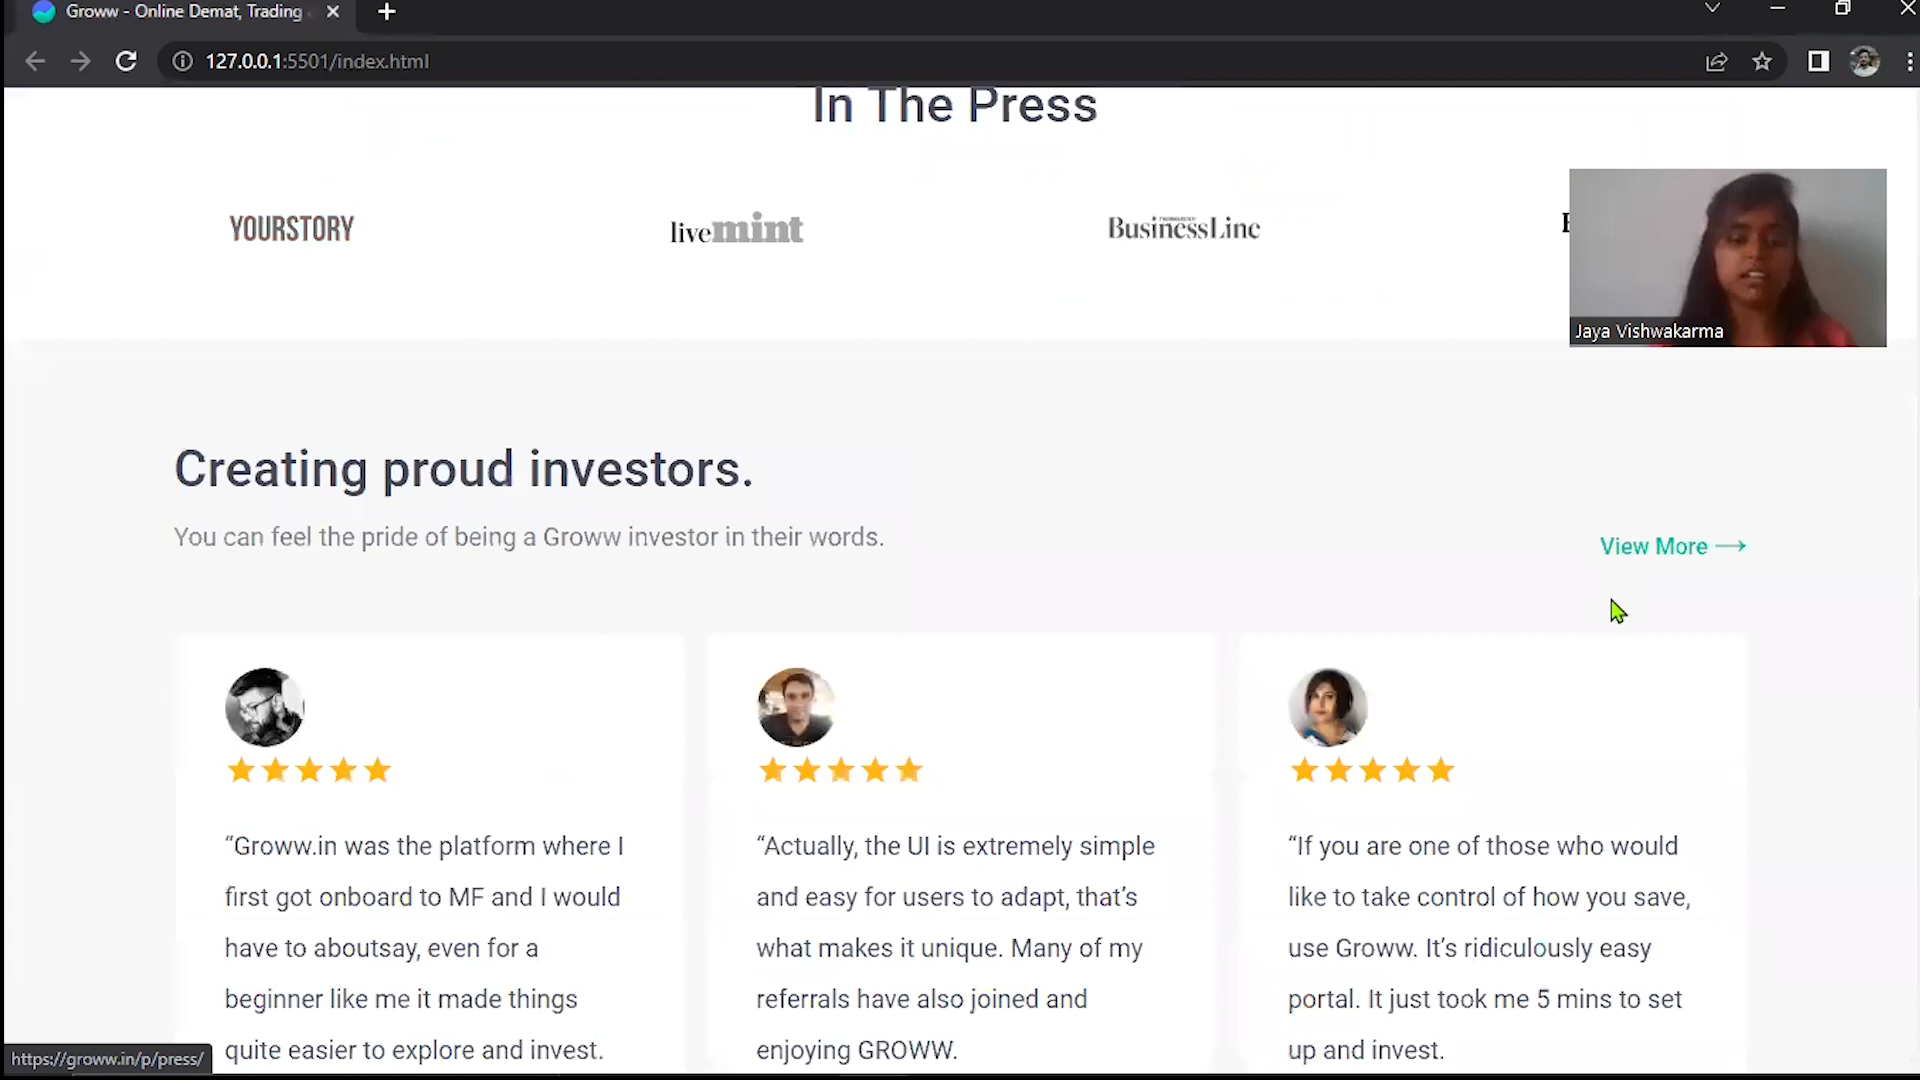 Groww - Online Demat, Trading
127.0.0.1:5501/index.html
In The Press
YOURSTORY
livemint
BusinessLine
Jaya Vishwakarma
Creating proud investors.
You can feel the pride of being a Groww investor in their words.
View More →
“Groww.in was the platform where I
first got onboard to MF and I would
have to aboutsay, even for a
beginner like me it made things
quite easier to explore and invest.
“Actually, the UI is extremely simple
and easy for users to adapt, that’s
what makes it unique. Many of my
referrals have also joined and
enjoying GROWW.
“If you are one of those who would
like to take control of how you save,
use Groww. It’s ridiculously easy
portal. It just took me 5 mins to set
up and invest.
https://groww.in/p/press/